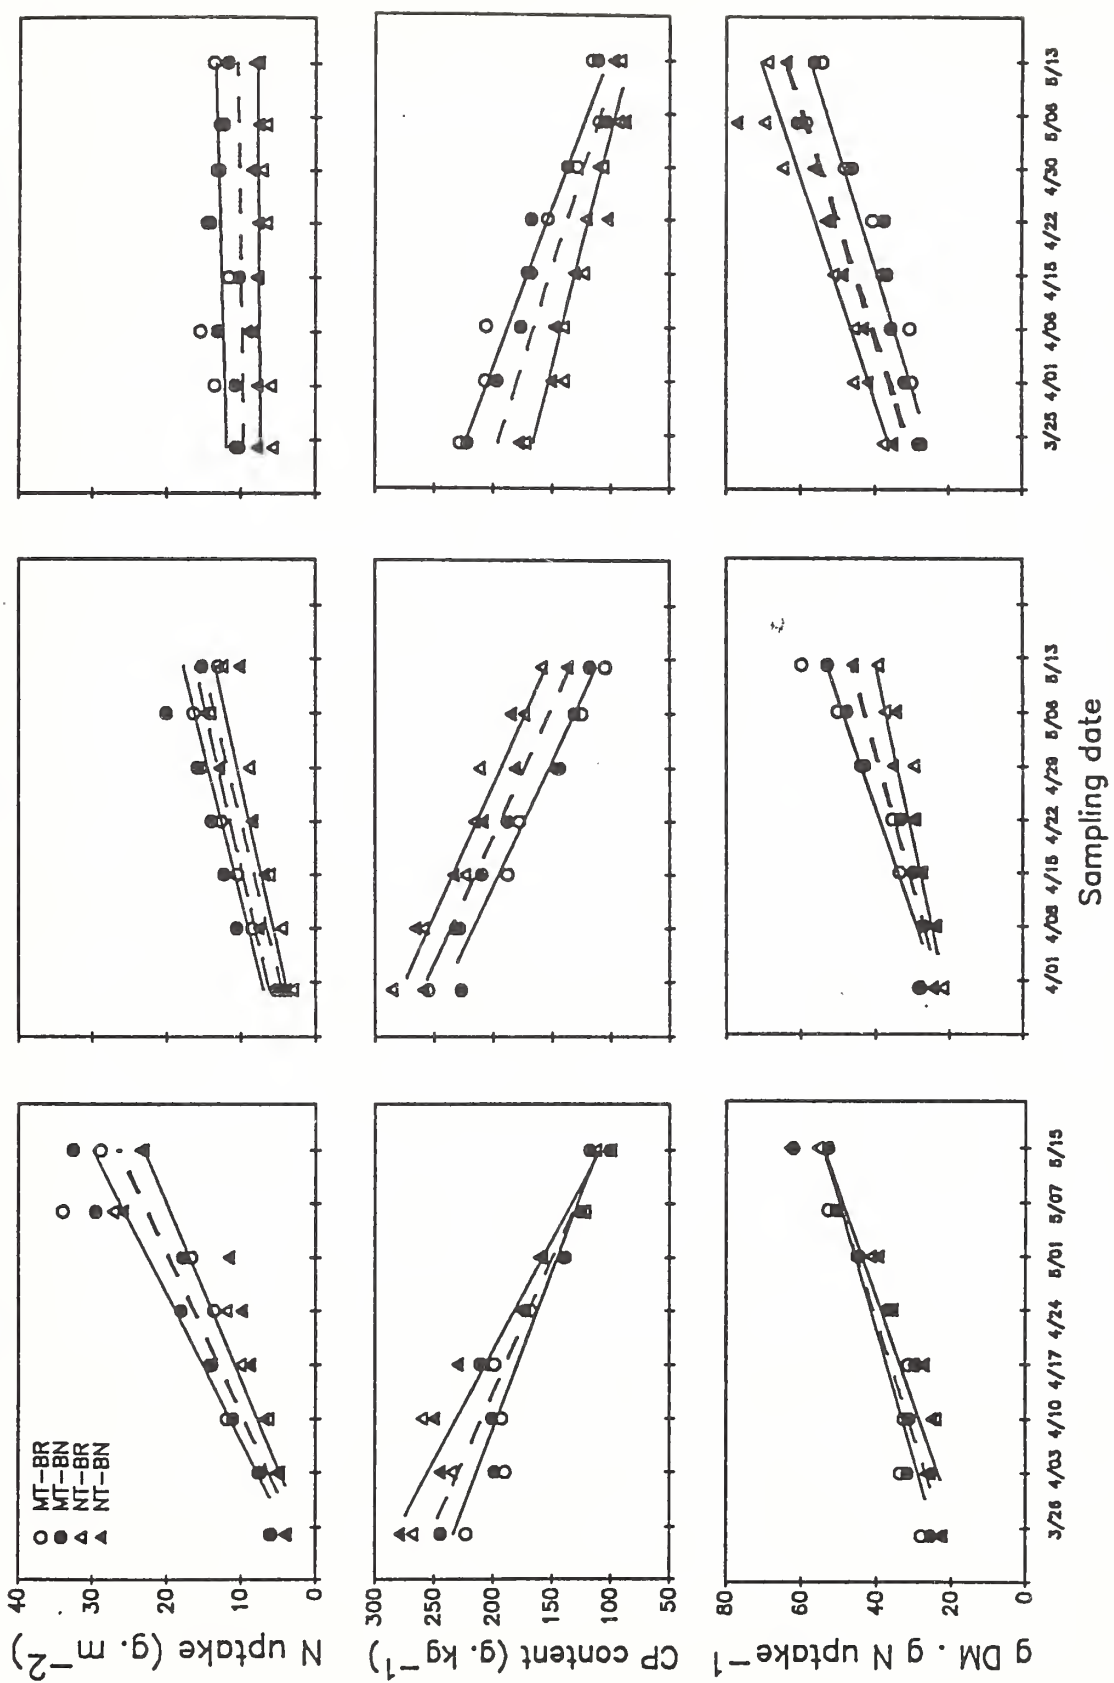 ○ MT-BR
● MT-BN
△ NT-BR
▲ NT-BN
N uptake (g. m⁻²)
40
30
20
10
0
CP content (g. kg⁻¹)
300
250
200
150
100
50
g DM . g N uptake⁻¹
80
60
40
20
0
3/26 4/03 4/10 4/17 4/24 5/01 5/07 5/15
4/01 4/08 4/15 4/22 4/29 5/06 5/13
3/25 4/01 4/08 4/15 4/22 4/30 5/06 5/13
Sampling date